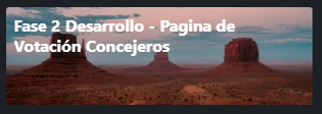 Fase 2 Desarrollo - Pagina de
Votación Concejeros